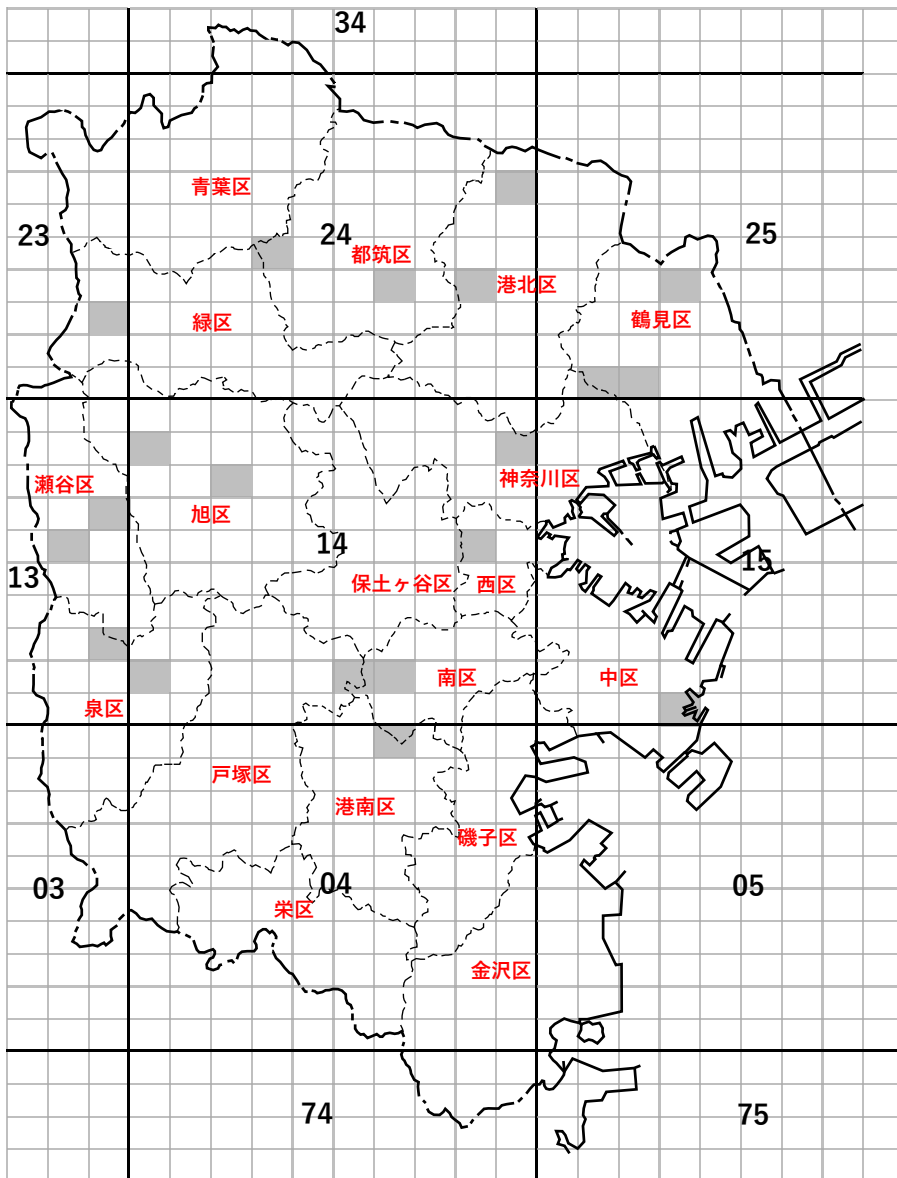 34
青葉区
23
24
25
都筑区
港北区
緑区
鶴見区
瀬谷区
神奈川区
旭区
14
15
13
保土ヶ谷区
西区
南区
中区
泉区
戸塚区
港南区
磯子区
03
04
05
栄区
金沢区
74
75